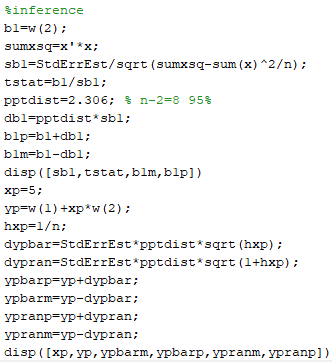 %inference
b1=w(2);
sumxsq=x'*x;
sb1=StdErrEst/sqrt(sumxsq-sum(x)^2/n);
tstat=b1/sb1;
pptdist=2.306; % n-2=8 95%
db1=pptdist*sb1;
b1p=b1+db1;
b1m=b1-db1;
disp([sb1,tstat,b1m,b1p])
xp=5;
yp=w(1)+xp*w(2);
hxp=1/n;
dypbar=StdErrEst*pptdist*sqrt(hxp);
dypran=StdErrEst*pptdist*sqrt(1+hxp);
ypbarp=yp+dypbar;
ypbarm=yp-dypbar;
ypranp=yp+dypran;
ypranm=yp-dypran;
disp([xp,yp,ypbarm,ypbarp,ypranm,ypranp])